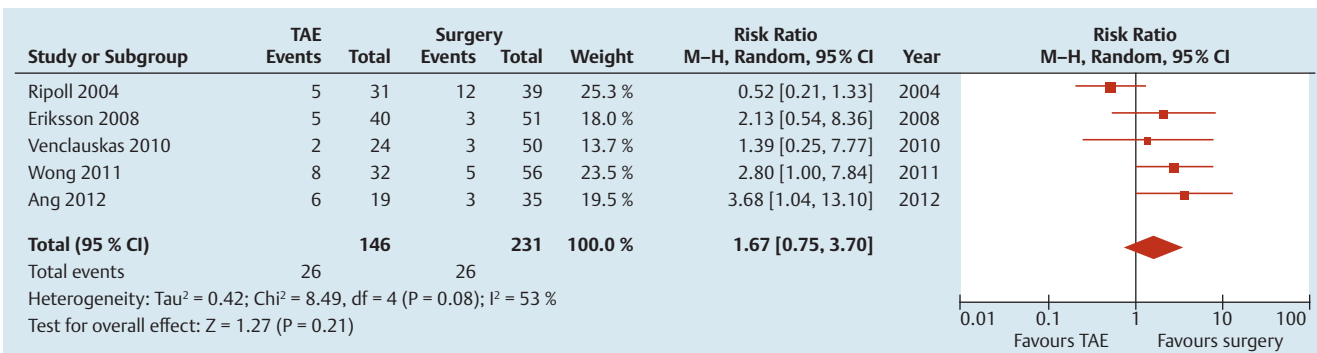 TAE Surgery Risk Ratio Risk Ratio
Study or Subgroup Events Total Events Total Weight M–H, Random, 95% CI Year M–H, Random, 95% CI
Ripoll 2004 5 31 12 39 25.3 % 0.52 [0.21, 1.33] 2004
Eriksson 2008 5 40 3 51 18.0 % 2.13 [0.54, 8.36] 2008
Venclauskas 2010 2 24 3 50 13.7 % 1.39 [0.25, 7.77] 2010
Wong 2011 8 32 5 56 23.5 % 2.80 [1.00, 7.84] 2011
Ang 2012 6 19 3 35 19.5 % 3.68 [1.04, 13.10] 2012
Total (95 % CI) 146 231 100.0 % 1.67 [0.75, 3.70]
Total events 26 26
Heterogeneity: Tau² = 0.42; Chi² = 8.49, df = 4 (P = 0.08); I² = 53 %
Test for overall effect: Z = 1.27 (P = 0.21)
0.01 0.1 1 10 100
Favours TAE Favours surgery